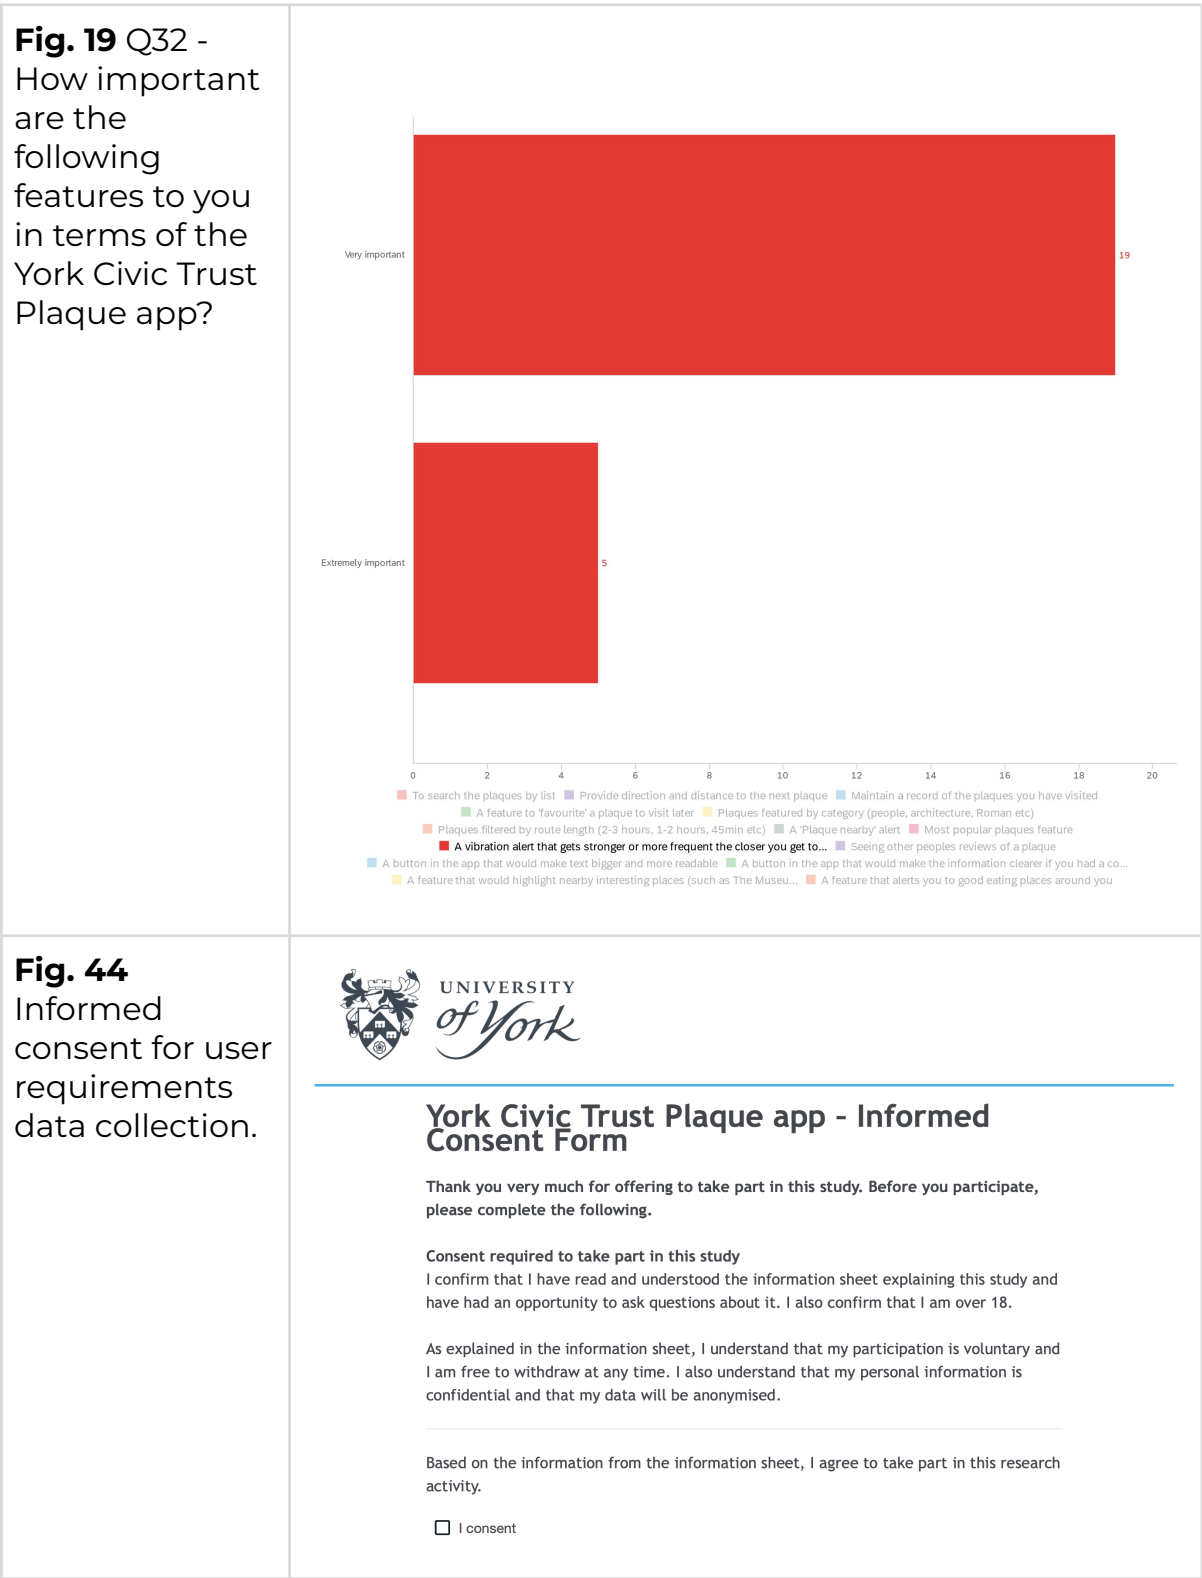 Fig. 19 Q32 -
How important
are the
following
features to you
in terms of the
York Civic Trust
Plaque app?
Very important
19
Extremely important
5
0 2 4 6 8 10 12 14 16 18 20
To search the plaques by list Provide direction and distance to the next plaque Maintain a record of the plaques you have visited
A feature to 'favourite' a plaque to visit later Plaques featured by category (people, architecture, Roman etc)
Plaques filtered by route length (2-3 hours, 1-2 hours, 45min etc) A 'Plaque nearby' alert Most popular plaques feature
A vibration alert that gets stronger or more frequent the closer you get to... Seeing other peoples reviews of a plaque
A button in the app that would make text bigger and more readable A button in the app that would make the information clearer if you had a co...
A feature that would highlight nearby interesting places (such as The Museu... A feature that alerts you to good eating places around you
Fig. 44
Informed
consent for user
requirements
data collection.
UNIVERSITY
of York
York Civic Trust Plaque app - Informed
Consent Form
Thank you very much for offering to take part in this study. Before you participate,
please complete the following.
Consent required to take part in this study
I confirm that I have read and understood the information sheet explaining this study and
have had an opportunity to ask questions about it. I also confirm that I am over 18.
As explained in the information sheet, I understand that my participation is voluntary and
I am free to withdraw at any time. I also understand that my personal information is
confidential and that my data will be anonymised.
Based on the information from the information sheet, I agree to take part in this research
activity.
I consent